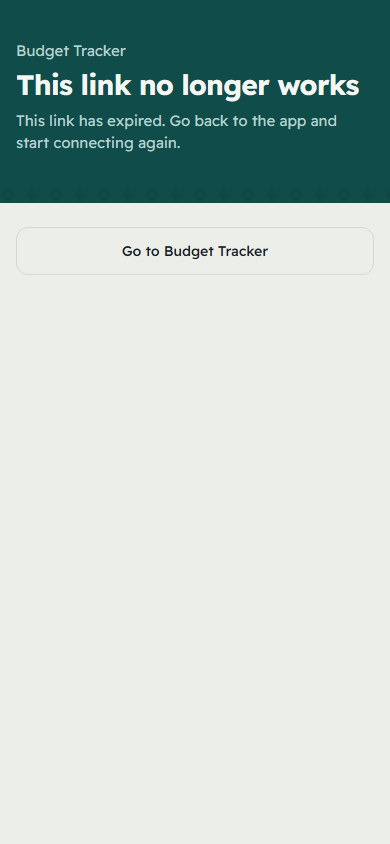 Budget Tracker
This link no longer works
This link has expired. Go back to the app and
start connecting again.
Go to Budget Tracker